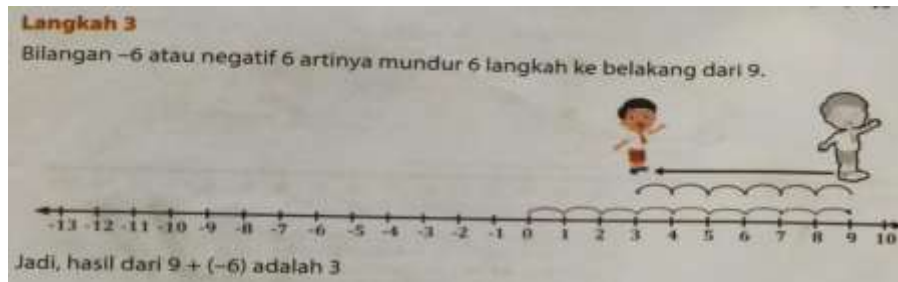 Langkah 3
Bilangan –6 atau negatif 6 artinya mundur 6 langkah ke belakang dari 9.
-13 -12 -11 -10 -9 -8 -7 -6 -5 -4 -3 -2 -1 0 1 2 3 4 5 6 7 8 9 10
Jadi, hasil dari 9 + (–6) adalah 3